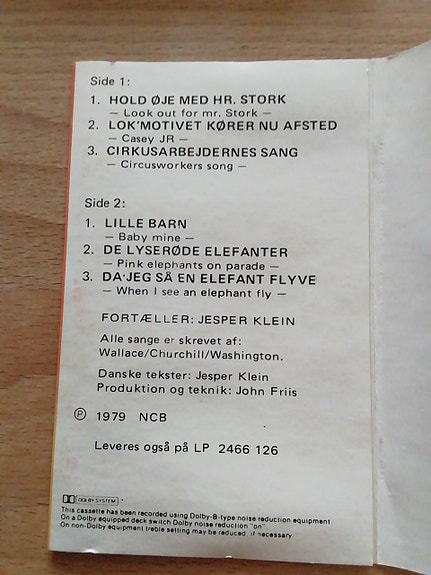 Side 1:
1. HOLD ØJE MED HR. STORK
— Look out for mr. Stork —
2. LOK'MOTIVET KØRER NU AFSTED
— Casey JR —
3. CIRKUSARBEJDERNES SANG
— Circusworkers song —
Side 2:
1. LILLE BARN
— Baby mine —
2. DE LYSERØDE ELEFANTER
— Pink elephants on parade —
3. DA'JEG SÅ EN ELEFANT FLYVE
— When I see an elephant fly —
FORTÆLLER: JESPER KLEIN
Alle sange er skrevet af:
Wallace/Churchill/Washington.
Danske tekster: Jesper Klein
Produktion og teknik: John Friis
Ⓟ 1979 NCB
Leveres også på LP 2466 126
DOLBY SYSTEM
This cassette has been recorded using Dolby-B-type noise reduction equipment.
On a Dolby equipped deck switch Dolby noise reduction "on"
On non-Dolby equipment treble setting may be reduced if necessary